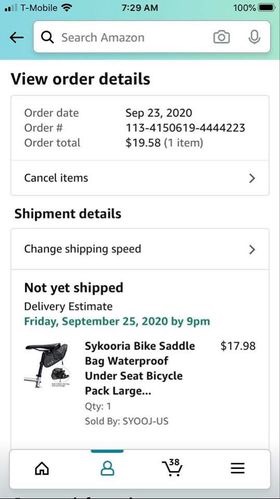 T-Mobile 7:29 AM 100%
Search Amazon
View order details
Order date Sep 23, 2020
Order # 113-4150619-4444223
Order total $19.58 (1 item)
Cancel items
Shipment details
Change shipping speed
Not yet shipped
Delivery Estimate
Friday, September 25, 2020 by 9pm
Sykooria Bike Saddle $17.98
Bag Waterproof
Under Seat Bicycle
Pack Large...
Qty: 1
Sold By: SYOOJ-US
38